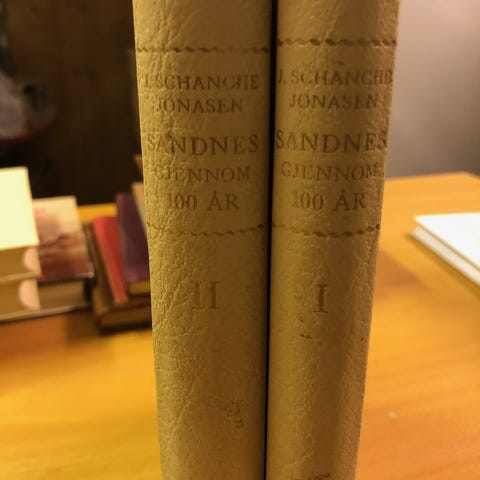 J. SCHANCHE
JONASEN
SANDNES
GJENNOM
100 ÅR
II
J. SCHANCHE
JONASEN
SANDNES
GJENNOM
100 ÅR
I